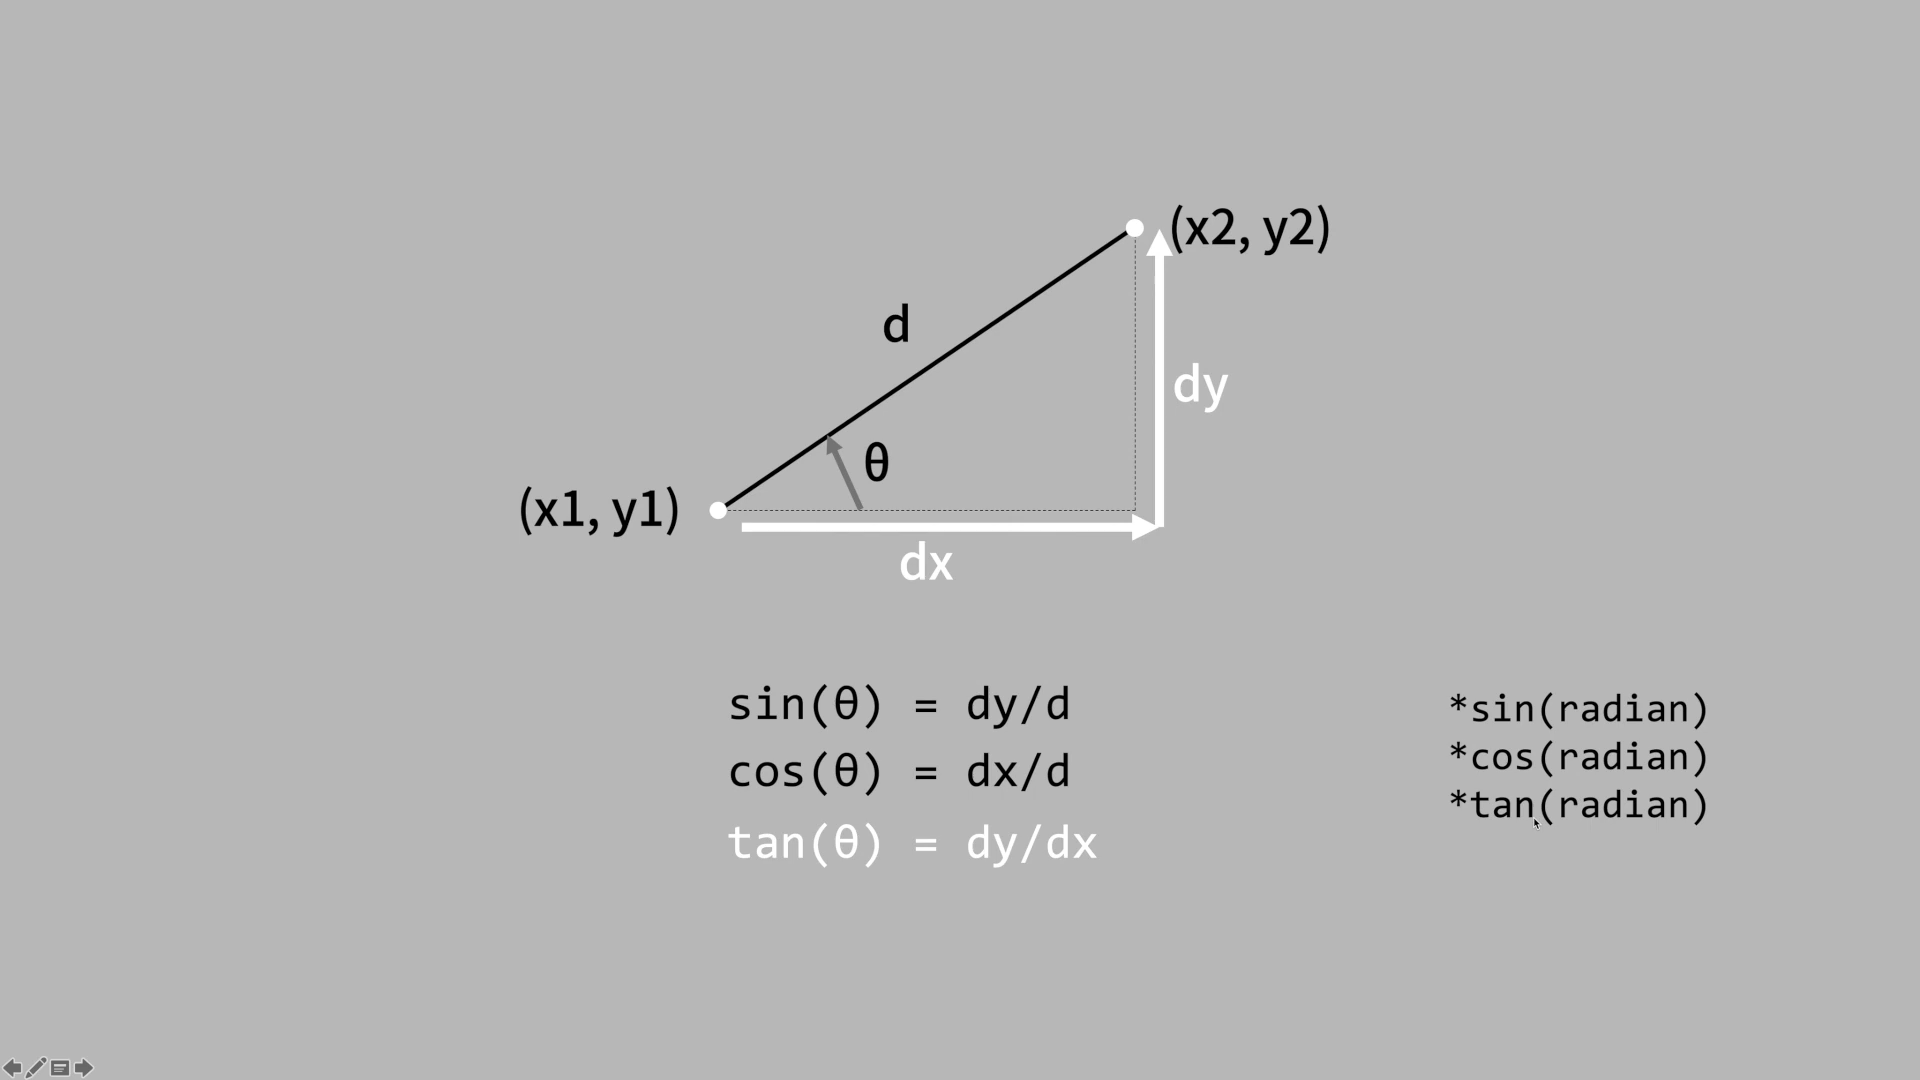 (x2, y2)
d
dy
θ
(x1, y1)
dx
sin(θ) = dy/d
cos(θ) = dx/d
tan(θ) = dy/dx
*sin(radian)
*cos(radian)
*tan(radian)